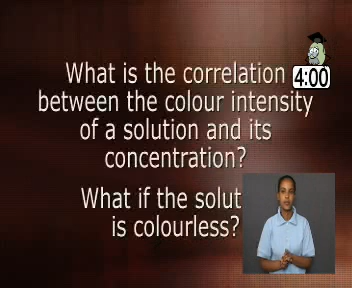 What is the correlation
4:00
between the colour intensity
of a solution and its
concentration?
What if the solut
is colourless?